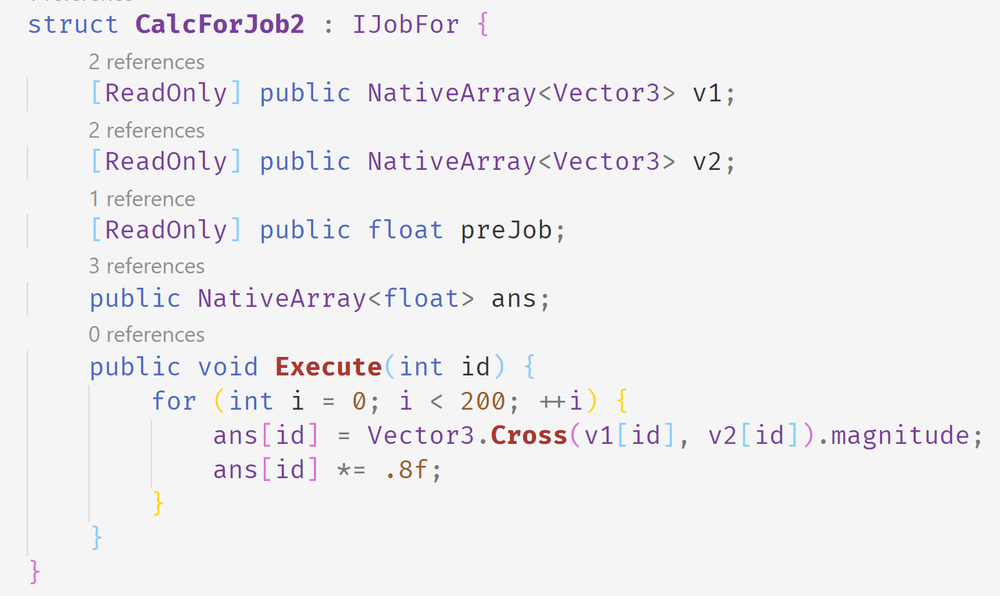 struct CalcForJob2 : IJobFor {
2 references
[ReadOnly] public NativeArray<Vector3> v1;
2 references
[ReadOnly] public NativeArray<Vector3> v2;
1 reference
[ReadOnly] public float preJob;
3 references
public NativeArray<float> ans;
0 references
public void Execute(int id) {
for (int i = 0; i < 200; ++i) {
ans[id] = Vector3.Cross(v1[id], v2[id]).magnitude;
ans[id] *= .8f;
}
}
}